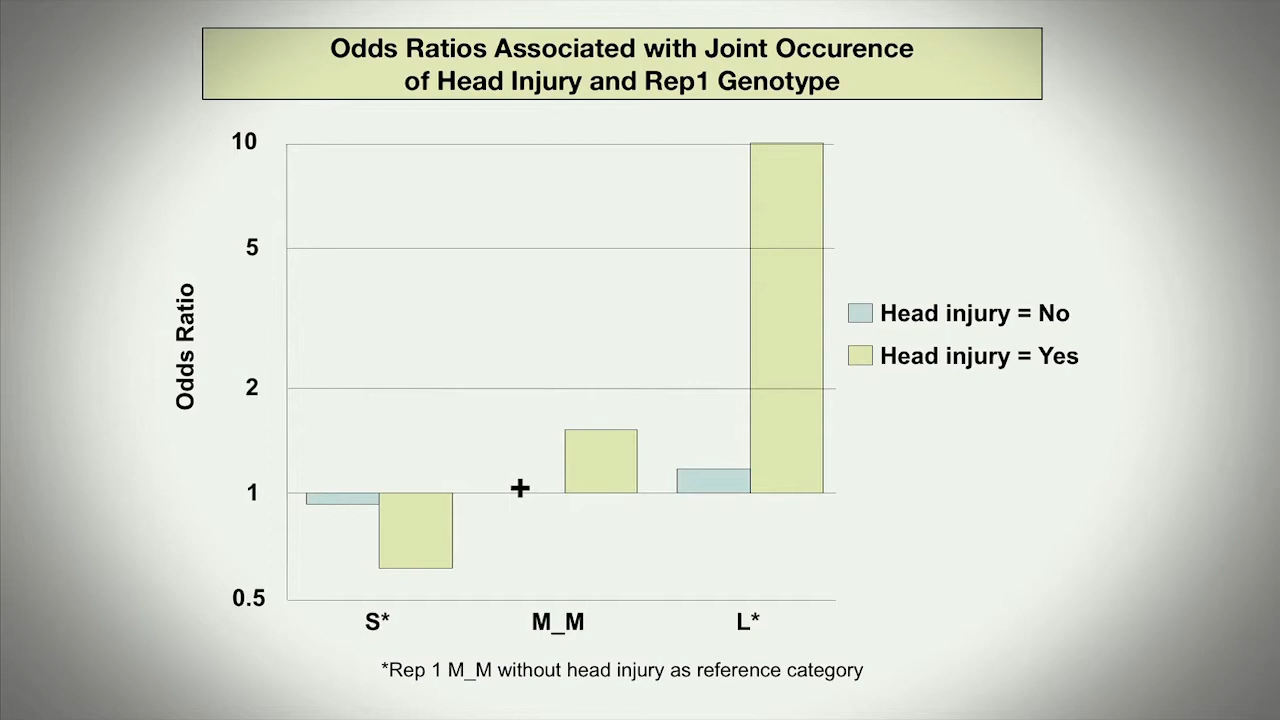 Odds Ratios Associated with Joint Occurence
of Head Injury and Rep1 Genotype
10
5
2
1
0.5
Odds Ratio
+
S*
M_M
L*
Head injury = No
Head injury = Yes
*Rep 1 M_M without head injury as reference category